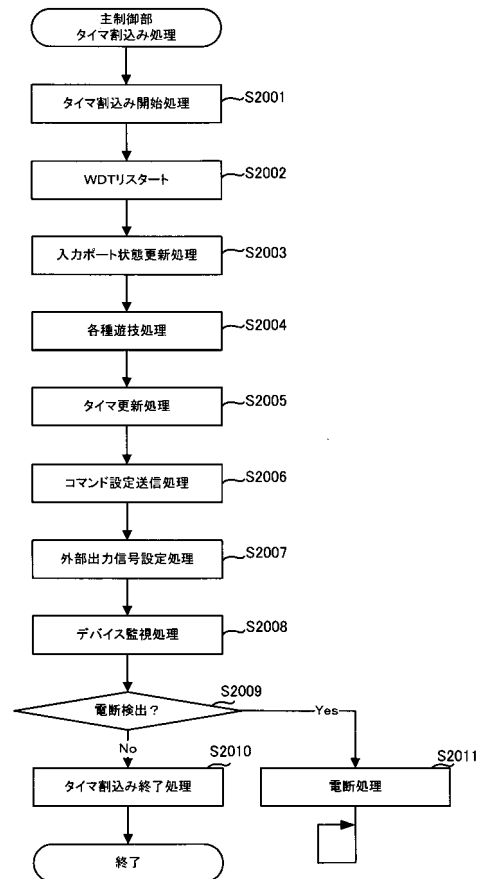 主制御部
タイマ割込み処理
タイマ割込み開始処理
S2001
WDTリスタート
S2002
入力ポート状態更新処理
S2003
各種遊技処理
S2004
タイマ更新処理
S2005
コマンド設定送信処理
S2006
外部出力信号設定処理
S2007
デバイス監視処理
S2008
電断検出?
S2009
Yes
No
タイマ割込み終了処理
S2010
電断処理
S2011
終了